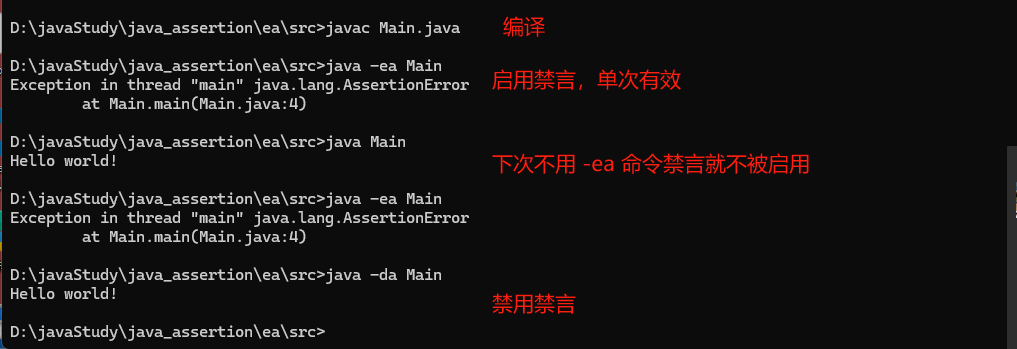 D:\javaStudy\java_assertion\ea\src>javac Main.java 编译
D:\javaStudy\java_assertion\ea\src>java -ea Main
Exception in thread "main" java.lang.AssertionError 启用禁言，单次有效
at Main.main(Main.java:4)
D:\javaStudy\java_assertion\ea\src>java Main
Hello world! 下次不用 -ea 命令禁言就不被启用
D:\javaStudy\java_assertion\ea\src>java -ea Main
Exception in thread "main" java.lang.AssertionError
at Main.main(Main.java:4)
D:\javaStudy\java_assertion\ea\src>java -da Main
Hello world! 禁用禁言
D:\javaStudy\java_assertion\ea\src>